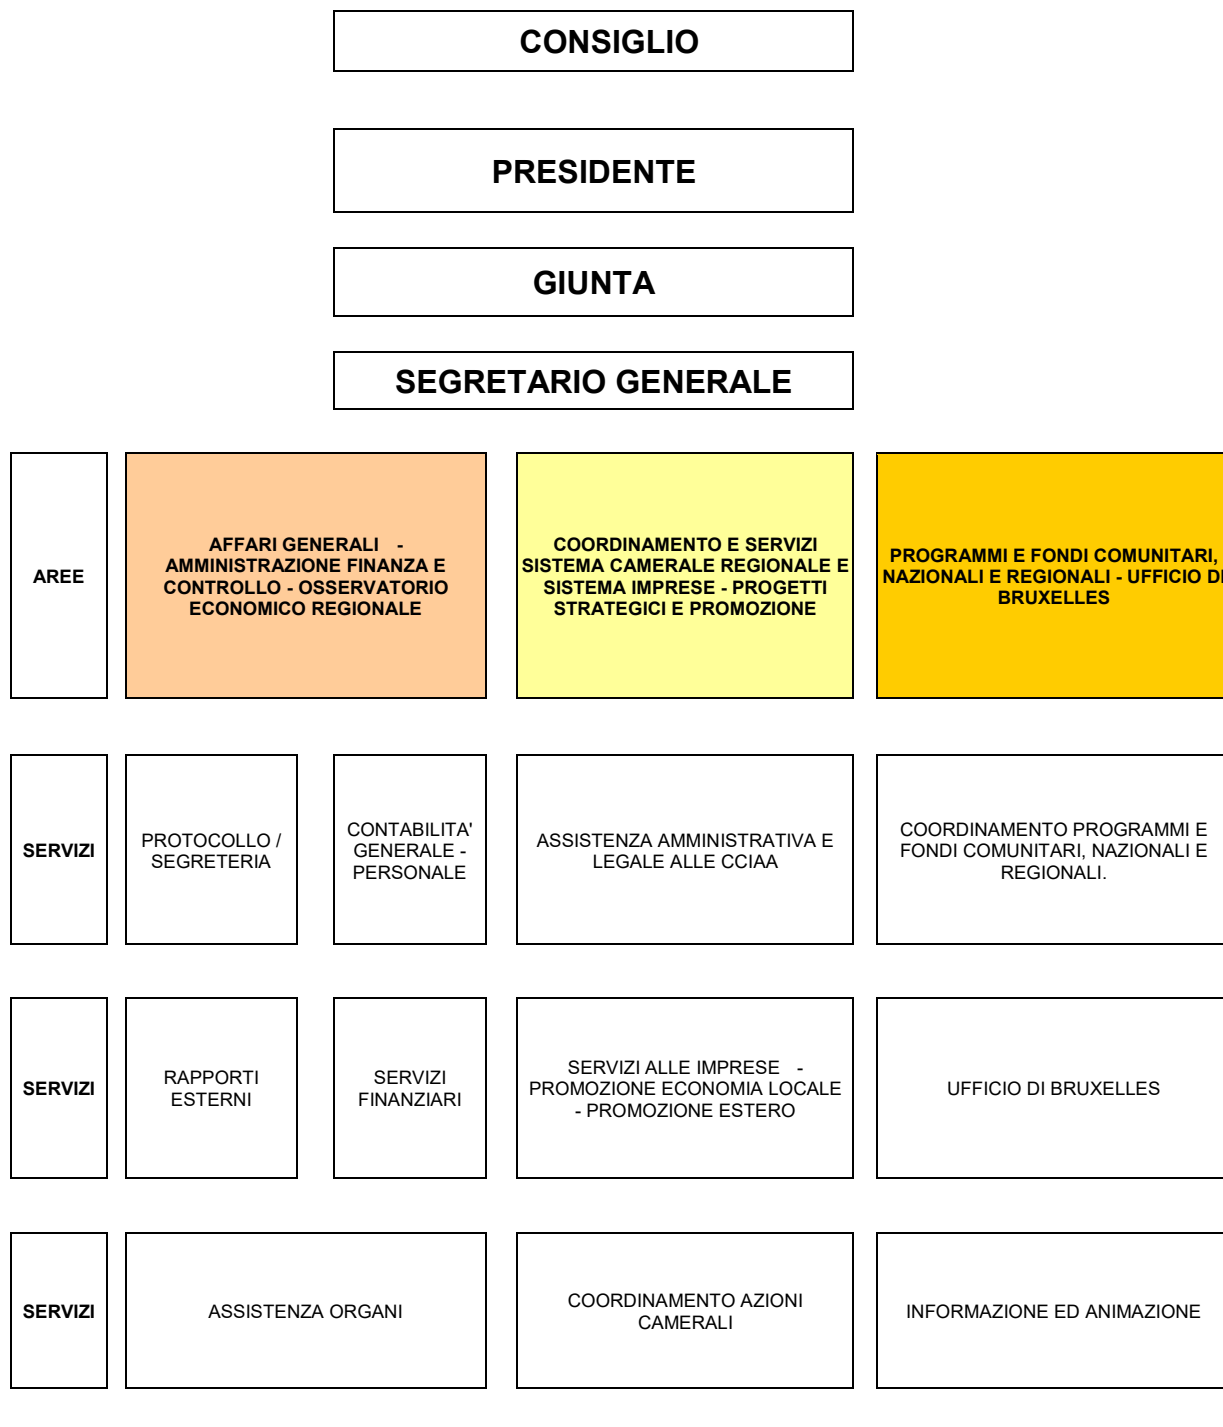 CONSIGLIO
PRESIDENTE
GIUNTA
SEGRETARIO GENERALE
AREE
AFFARI GENERALI -
AMMINISTRAZIONE FINANZA E
CONTROLLO - OSSERVATORIO
ECONOMICO REGIONALE
COORDINAMENTO E SERVIZI
SISTEMA CAMERALE REGIONALE E
SISTEMA IMPRESE - PROGETTI
STRATEGICI E PROMOZIONE
PROGRAMMI E FONDI COMUNITARI,
NAZIONALI E REGIONALI - UFFICIO DI
BRUXELLES
SERVIZI
PROTOCOLLO /
SEGRETERIA
CONTABILITA'
GENERALE -
PERSONALE
ASSISTENZA AMMINISTRATIVA E
LEGALE ALLE CCIAA
COORDINAMENTO PROGRAMMI E
FONDI COMUNITARI, NAZIONALI E
REGIONALI.
SERVIZI
RAPPORTI
ESTERNI
SERVIZI
FINANZIARI
SERVIZI ALLE IMPRESE -
PROMOZIONE ECONOMIA LOCALE
- PROMOZIONE ESTERO
UFFICIO DI BRUXELLES
SERVIZI
ASSISTENZA ORGANI
COORDINAMENTO AZIONI
CAMERALI
INFORMAZIONE ED ANIMAZIONE